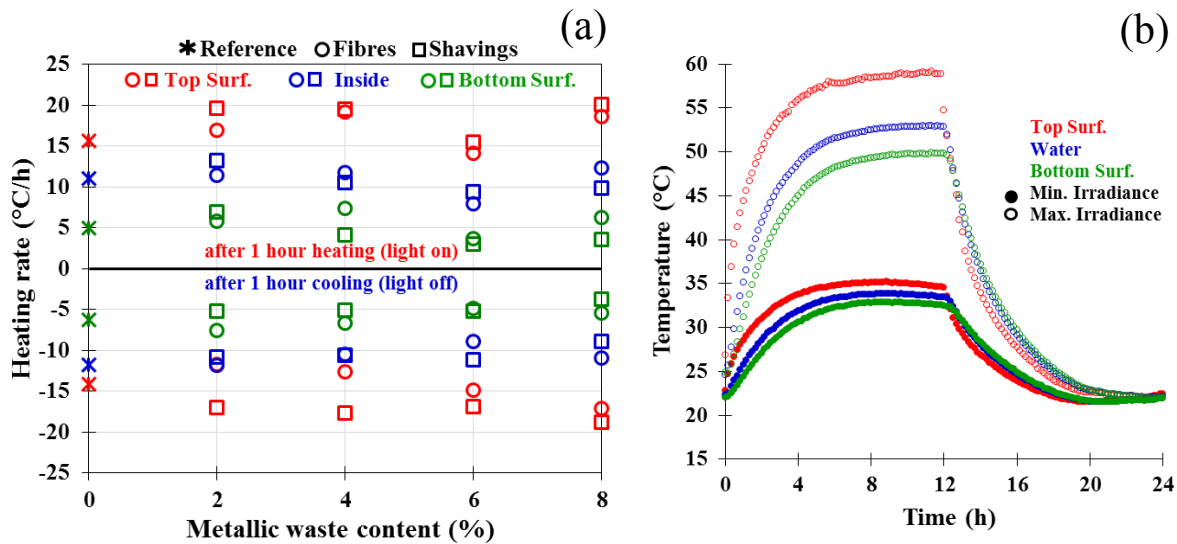 (a)
Reference Fibres Shavings
Top Surf. Inside Bottom Surf.
25
20
15
10
5
0
-5
-10
-15
-20
-25
Heating rate (°C/h)
after 1 hour heating (light on)
after 1 hour cooling (light off)
0 2 4 6 8
Metallic waste content (%)
(b)
60
55
50
45
40
35
30
25
20
15
Temperature (°C)
Top Surf.
Water
Bottom Surf.
Min. Irradiance
Max. Irradiance
0 4 8 12 16 20 24
Time (h)